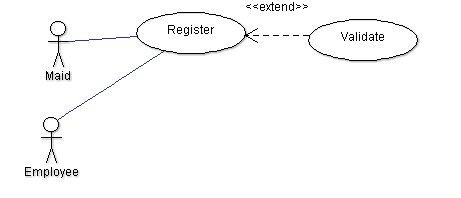 <<extend>>
Register
Validate
Maid
Employee